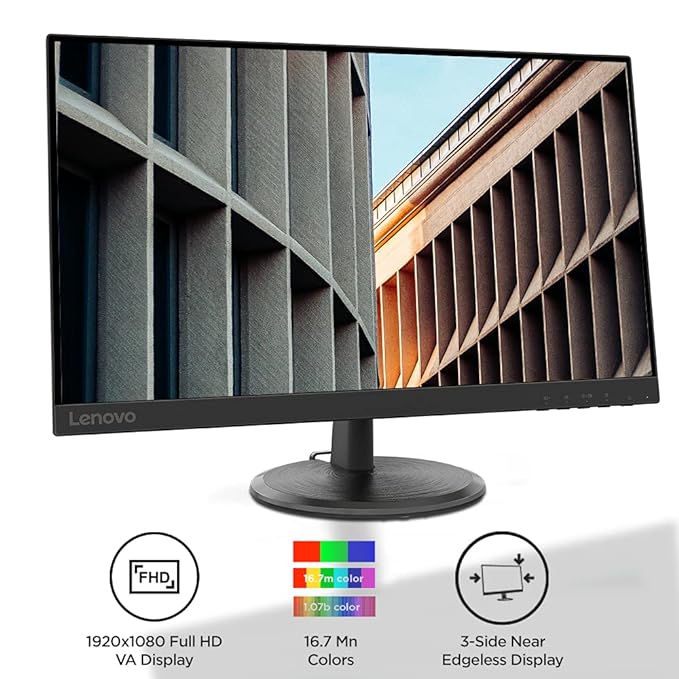 Lenovo
FHD
16.7m color
1.07b color
1920x1080 Full HD
VA Display
16.7 Mn
Colors
3-Side Near
Edgeless Display